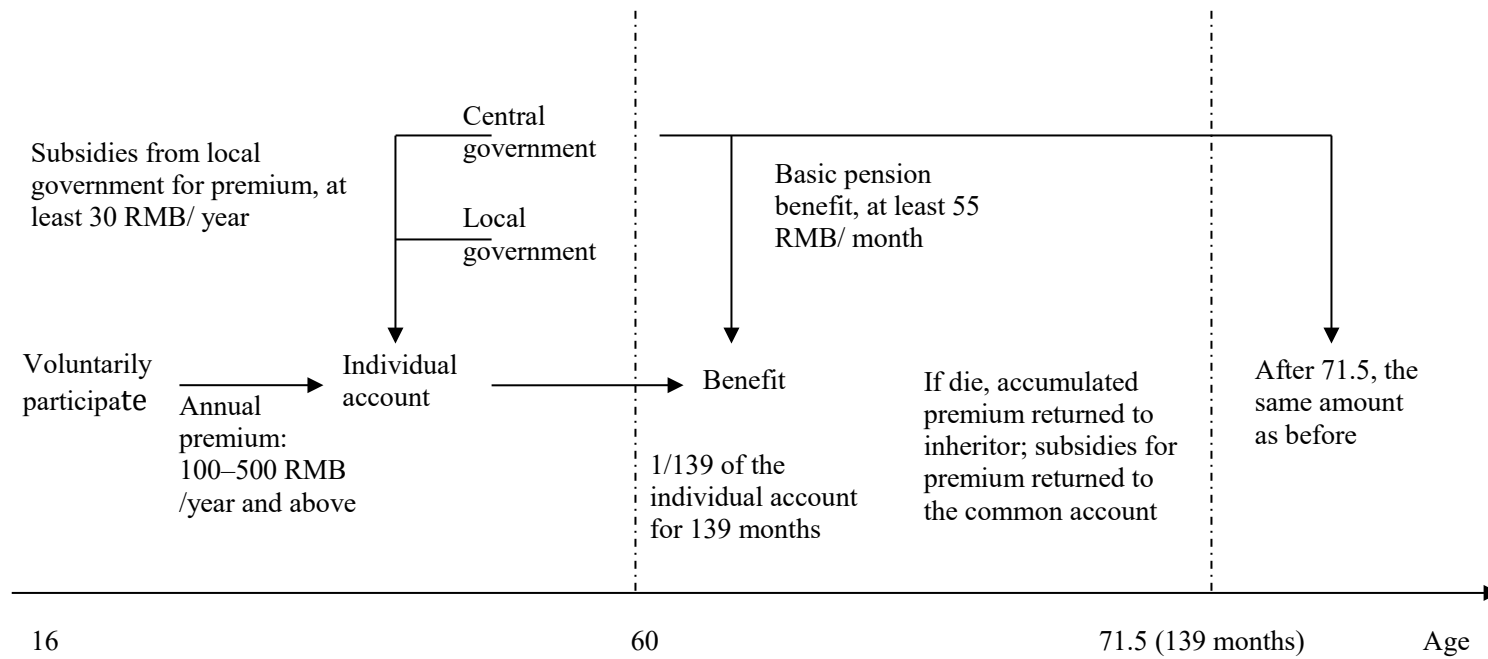 Central
government
Subsidies from local
government for premium, at
least 30 RMB/ year
Local
government
Basic pension
benefit, at least 55
RMB/ month
Voluntarily
participate
Annual
premium:
100–500 RMB
/year and above
Individual
account
Benefit
1/139 of the
individual account
for 139 months
If die, accumulated
premium returned to
inheritor; subsidies for
premium returned to
the common account
After 71.5, the
same amount
as before
16
60
71.5 (139 months)
Age